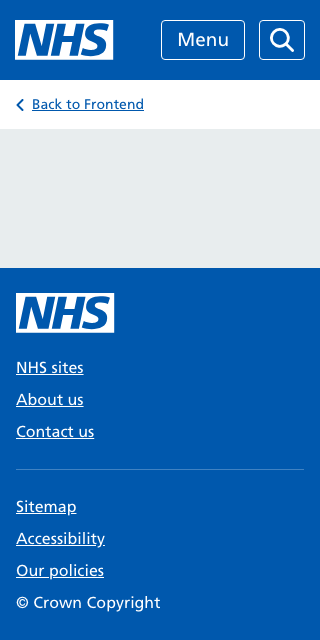 NHS
Menu
Back to Frontend
NHS
NHS sites
About us
Contact us
Sitemap
Accessibility
Our policies
© Crown Copyright